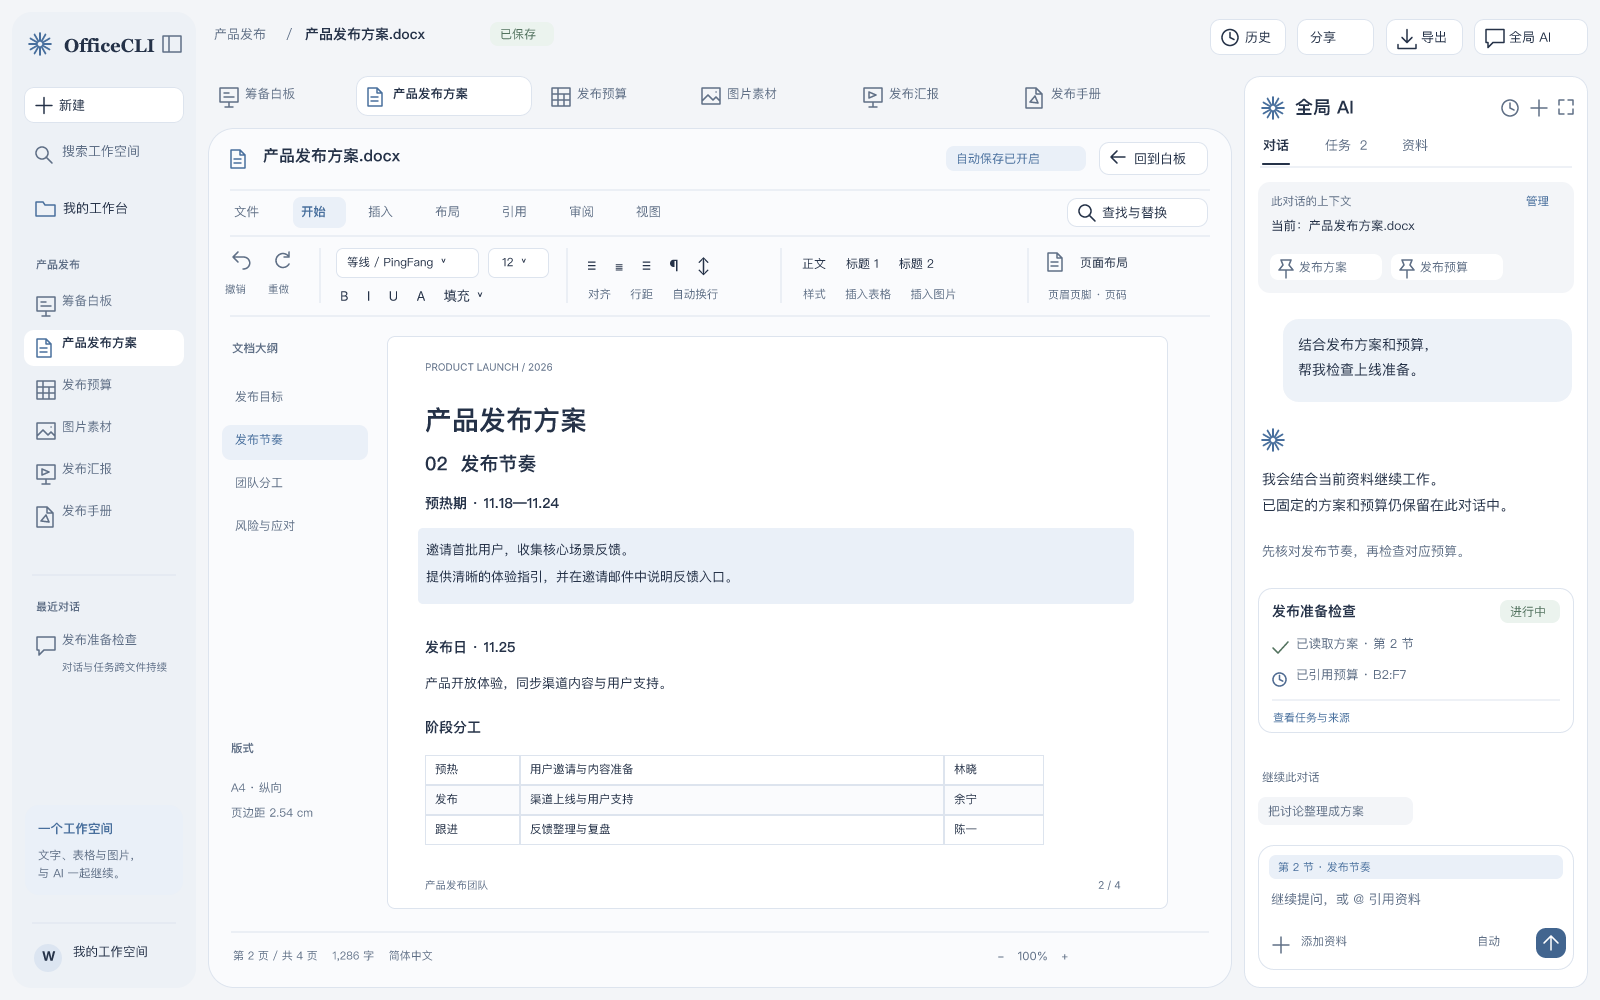 OfficeCLI
新建
搜索工作空间
我的工作台
产品发布
筹备白板
产品发布方案
发布预算
图片素材
发布汇报
发布手册
最近对话
发布准备检查
对话与任务跨文件持续
一个工作空间
文字、表格与图片，
与 AI 一起继续。
W 我的工作空间
产品发布 / 产品发布方案.docx 已保存
历史 分享 导出 全局 AI
筹备白板 产品发布方案 发布预算 图片素材 发布汇报 发布手册
产品发布方案.docx 自动保存已开启 回到白板
文件 开始 插入 布局 引用 审阅 视图 查找与替换
撤销 重做
等线 / PingFang 12
B I U A 填充
¶
对齐 行距 自动换行
正文 标题 1 标题 2
样式 插入表格 插入图片
页面布局
页眉页脚 · 页码
文档大纲
发布目标
发布节奏
团队分工
风险与应对
版式
A4 · 纵向
页边距 2.54 cm
PRODUCT LAUNCH / 2026
产品发布方案
02 发布节奏
预热期 · 11.18—11.24
邀请首批用户，收集核心场景反馈。
提供清晰的体验指引，并在邀请邮件中说明反馈入口。
发布日 · 11.25
产品开放体验，同步渠道内容与用户支持。
阶段分工
预热 用户邀请与内容准备 林晓
发布 渠道上线与用户支持 余宁
跟进 反馈整理与复盘 陈一
产品发布团队 2 / 4
第 2 页 / 共 4 页 1,286 字 简体中文 − 100% +
全局 AI
对话 任务 2 资料
此对话的上下文 管理
当前：产品发布方案.docx
发布方案 发布预算
结合发布方案和预算，
帮我检查上线准备。
我会结合当前资料继续工作。
已固定的方案和预算仍保留在此对话中。
先核对发布节奏，再检查对应预算。
发布准备检查 进行中
已读取方案 · 第 2 节
已引用预算 · B2:F7
查看任务与来源
继续此对话
把讨论整理成方案
第 2 节 · 发布节奏
继续提问，或 @ 引用资料
添加资料 自动